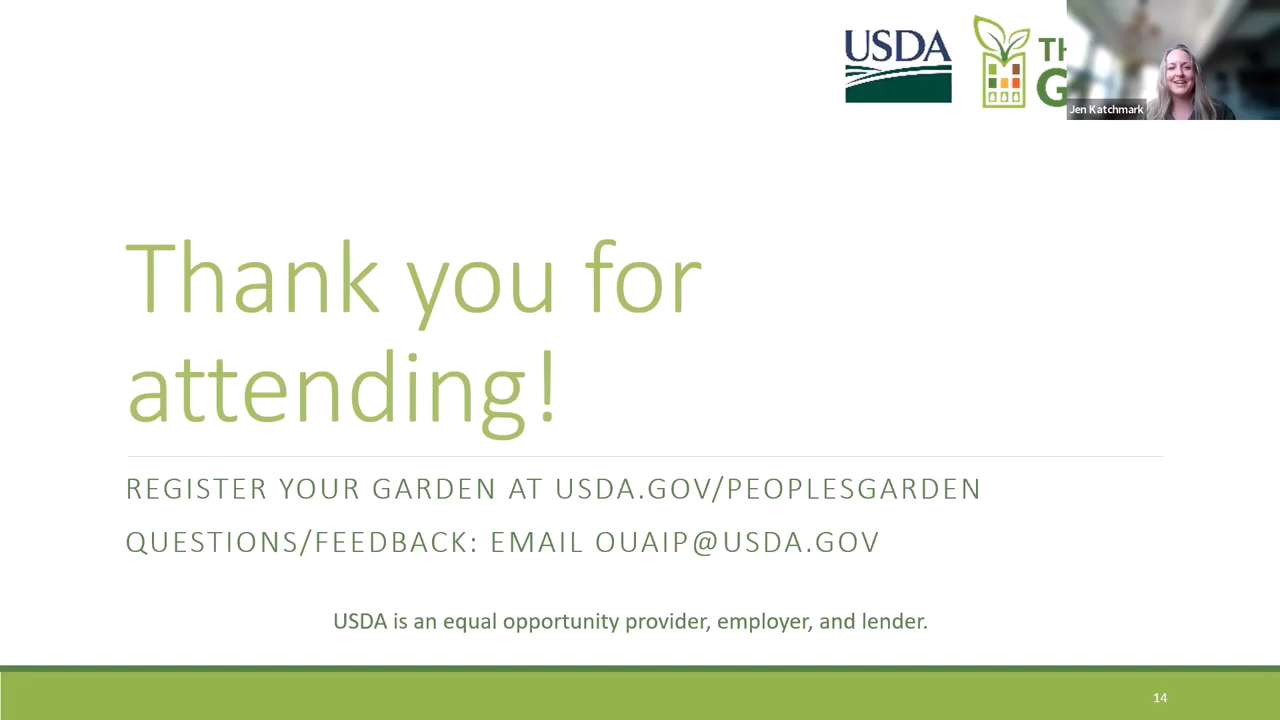 USDA
Jen Katchmark
Thank you for
attending!
REGISTER YOUR GARDEN AT USDA.GOV/PEOPLESGARDEN
QUESTIONS/FEEDBACK: EMAIL OUAIP@USDA.GOV
USDA is an equal opportunity provider, employer, and lender.
14